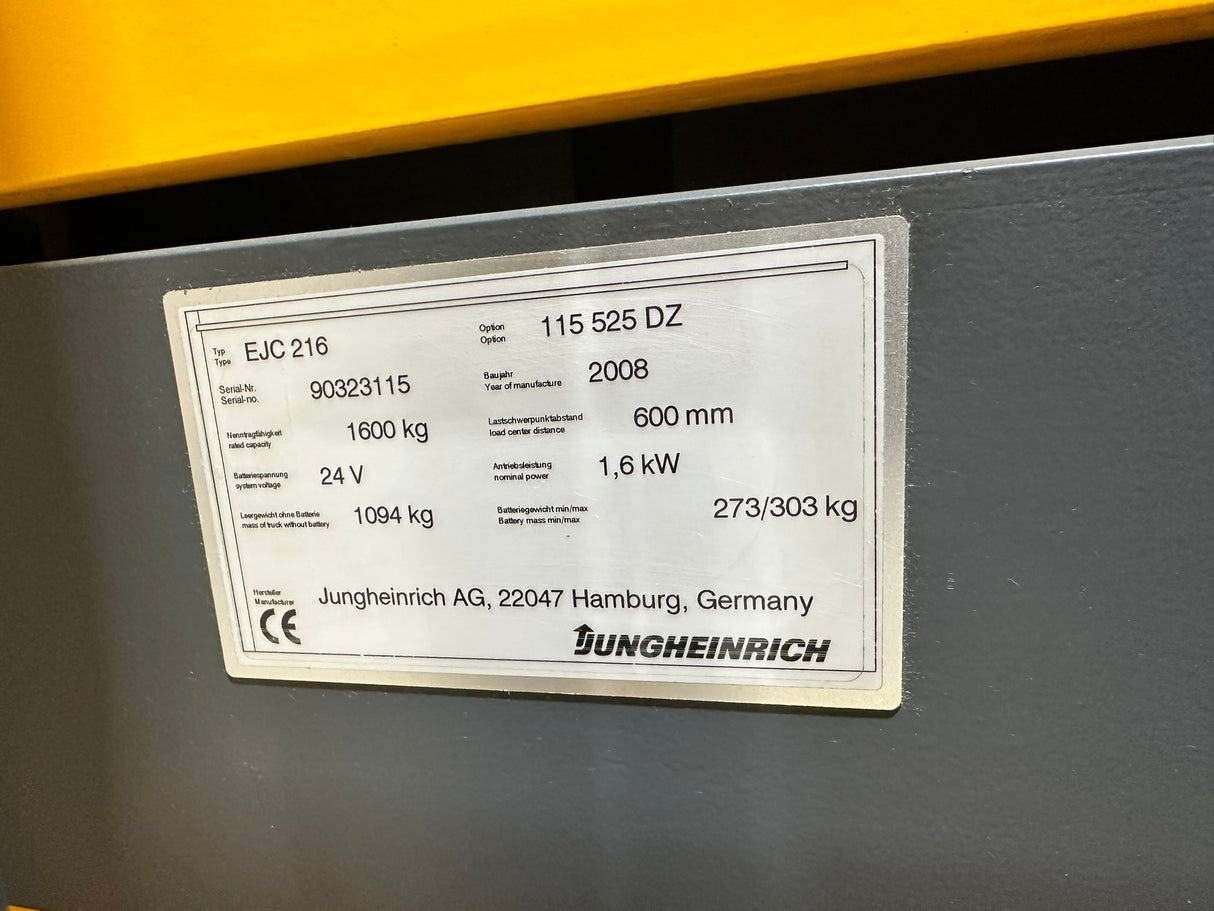 Typ EJC 216 Option 115 525 DZ
Type Option
Serial-Nr. 90323115 Baujahr 2008
Serial-no. Year of manufacture
Nenntragfähigkeit 1600 kg Lastschwerpunktabstand 600 mm
rated capacity load center distance
Batteriespannung 24 V Antriebsleistung 1,6 kW
system voltage nominal power
Leergewicht ohne Batterie 1094 kg Batteriegewicht min/max 273/303 kg
mass of truck without battery Battery mass min/max
Hersteller Jungheinrich AG, 22047 Hamburg, Germany
Manufacturer
CE JUNGHEINRICH